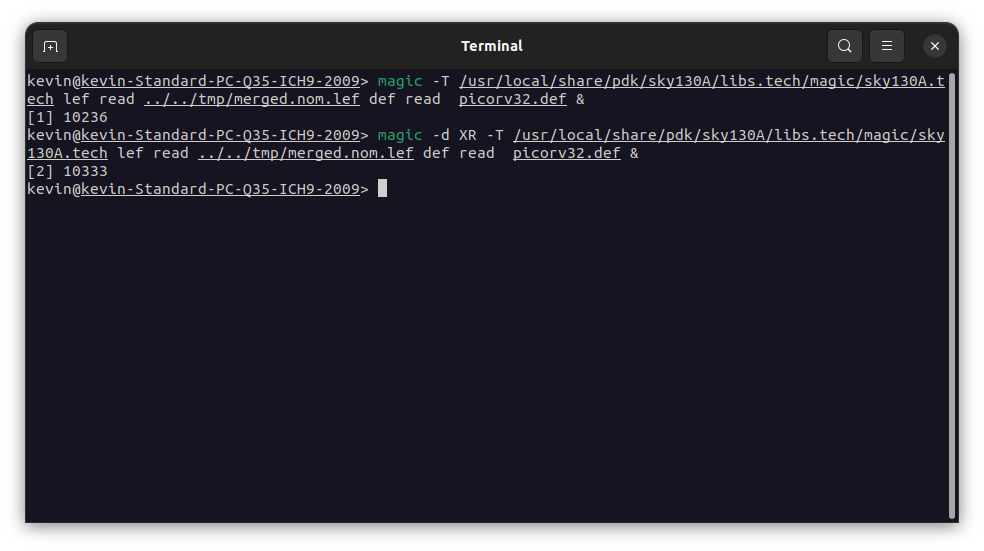 Terminal
kevin@kevin-Standard-PC-Q35-ICH9-2009> magic -T /usr/local/share/pdk/sky130A/libs.tech/magic/sky130A.t
ech lef read ../../tmp/merged.nom.lef def read  picorv32.def &
[1] 10236
kevin@kevin-Standard-PC-Q35-ICH9-2009> magic -d XR -T /usr/local/share/pdk/sky130A/libs.tech/magic/sky
130A.tech lef read ../../tmp/merged.nom.lef def read  picorv32.def &
[2] 10333
kevin@kevin-Standard-PC-Q35-ICH9-2009>